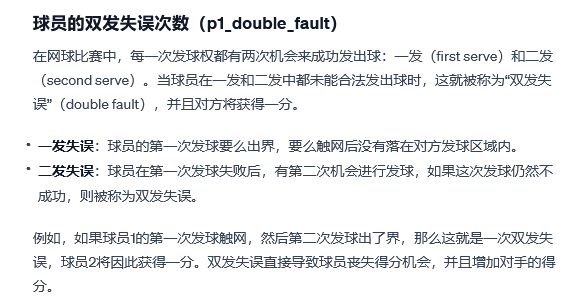 球员的双发失误次数（p1_double_fault）
在网球比赛中，每一次发球权都有两次机会来成功发出球：一发（first serve）和二发
（second serve）。当球员在一发和二发中都未能合法发出球时，这就被称为“双发失
误”（double fault），并且对方将获得一分。
• 一发失误：球员的第一次发球要么出界，要么触网后没有落在对方发球区域内。
• 二发失误：球员在第一次发球失败后，有第二次机会进行发球，如果这次发球仍然不
成功，则被称为双发失误。
例如，如果球员1的第一次发球触网，然后第二次发球出了界，那么这就是一次双发失
误，球员2将因此获得一分。双发失误直接导致球员丧失得分机会，并且增加对手的得
分。